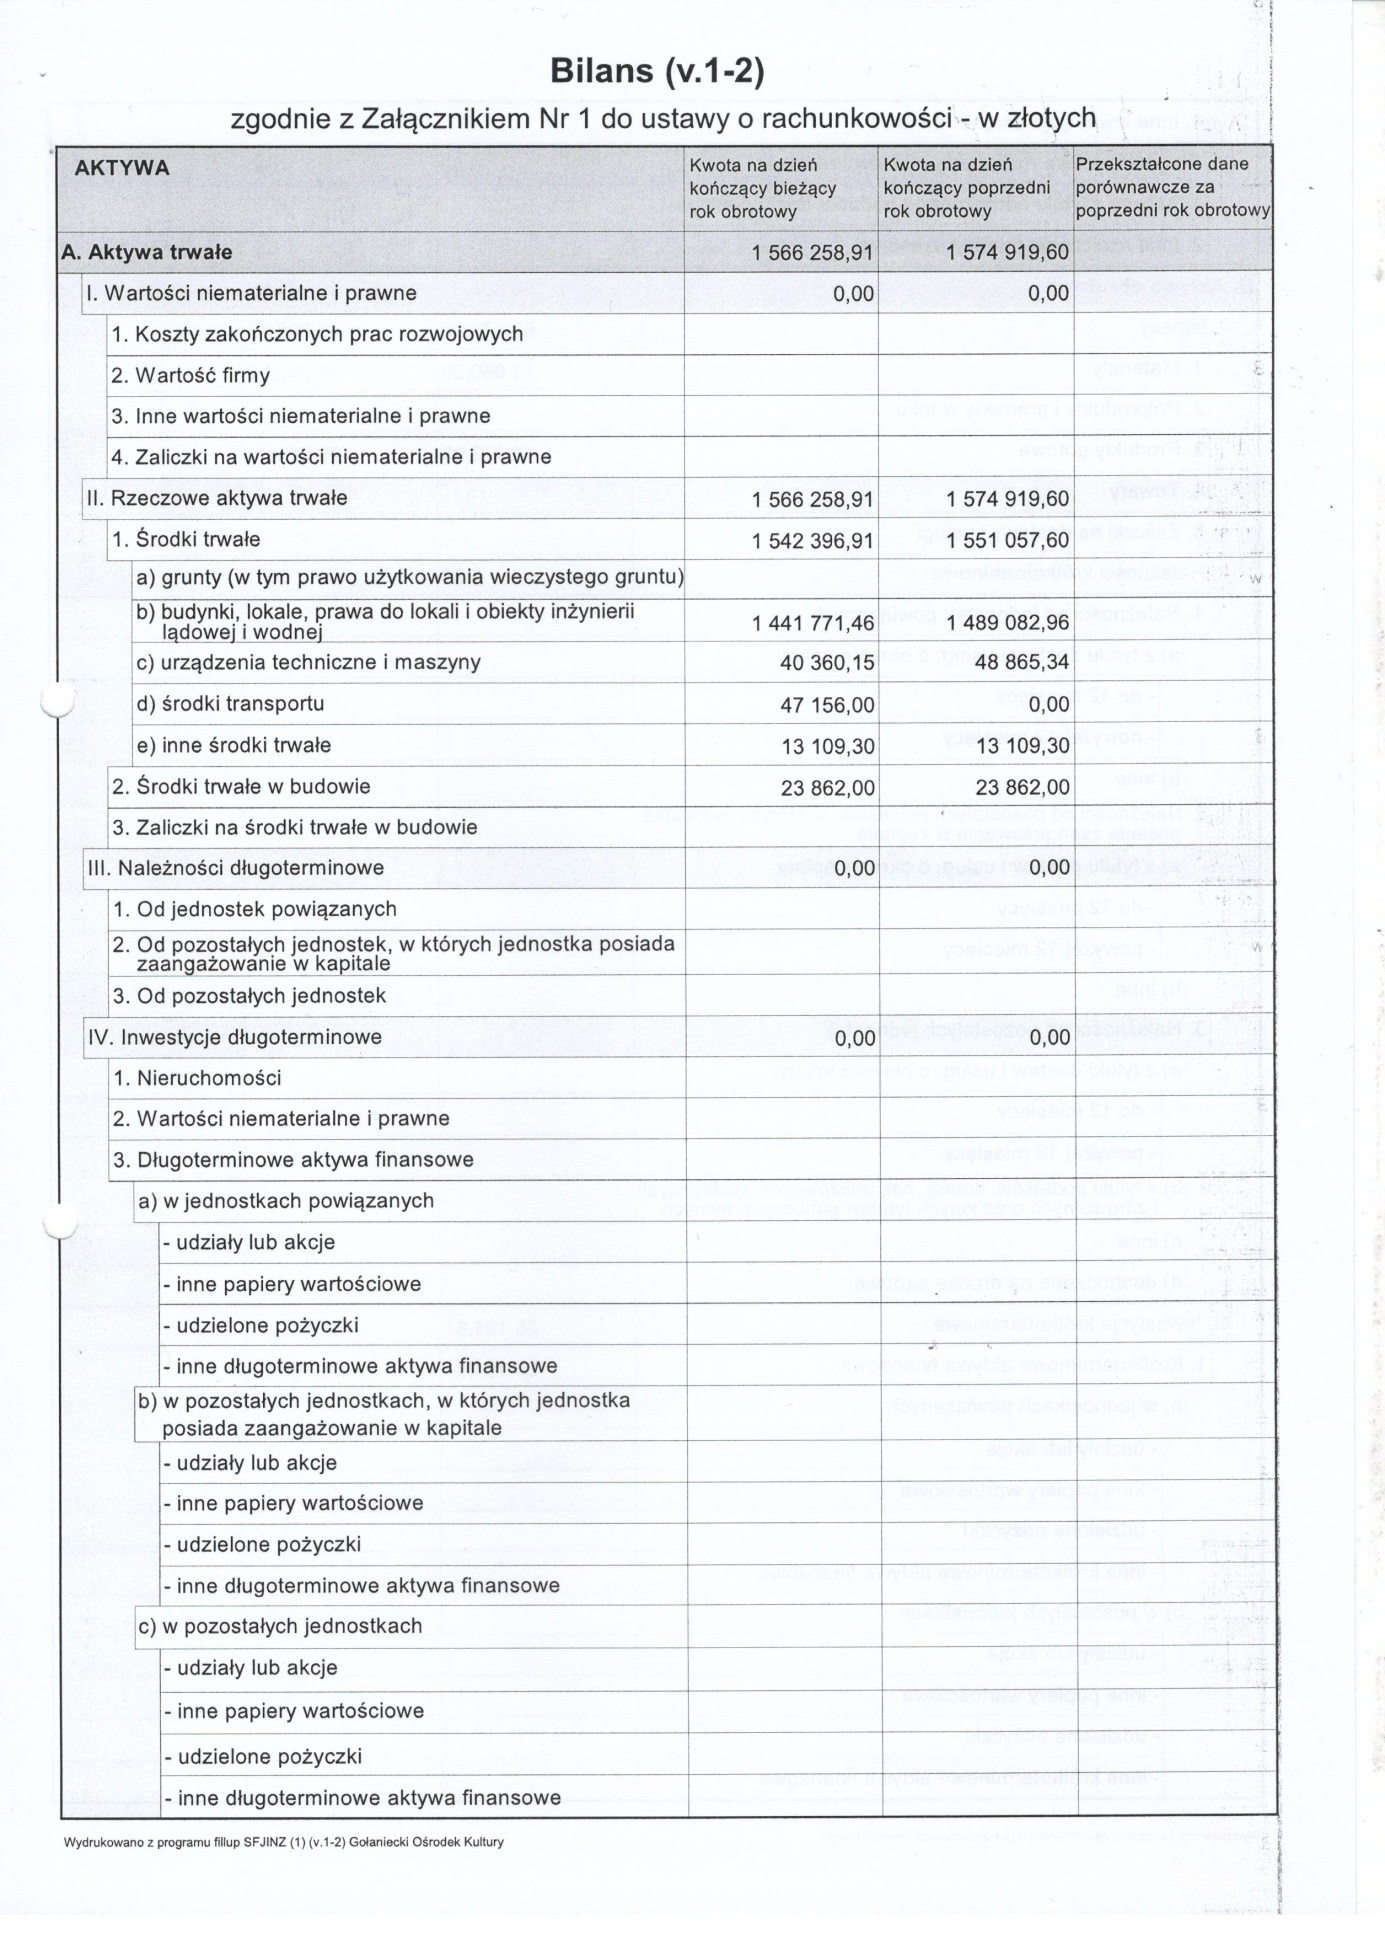 Bilans (v.1-2)
zgodnie z Załącznikiem Nr 1 do ustawy o rachunkowości - w złotych
AKTYWA
Kwota na dzień
kończący bieżący
rok obrotowy
Kwota na dzień
kończący poprzedni
rok obrotowy
Przekształcone dane
porównawcze za
poprzedni rok obrotowy
A. Aktywa trwałe 1 566 258,91 1 574 919,60
I. Wartości niematerialne i prawne 0,00 0,00
1. Koszty zakończonych prac rozwojowych
2. Wartość firmy
3. Inne wartości niematerialne i prawne
4. Zaliczki na wartości niematerialne i prawne
II. Rzeczowe aktywa trwałe 1 566 258,91 1 574 919,60
1. Środki trwałe 1 542 396,91 1 551 057,60
a) grunty (w tym prawo użytkowania wieczystego gruntu)
b) budynki, lokale, prawa do lokali i obiekty inżynierii
lądowej i wodnej 1 441 771,46 1 489 082,96
c) urządzenia techniczne i maszyny 40 360,15 48 865,34
d) środki transportu 47 156,00 0,00
e) inne środki trwałe 13 109,30 13 109,30
2. Środki trwałe w budowie 23 862,00 23 862,00
3. Zaliczki na środki trwałe w budowie
III. Należności długoterminowe 0,00 0,00
1. Od jednostek powiązanych
2. Od pozostałych jednostek, w których jednostka posiada
zaangażowanie w kapitale
3. Od pozostałych jednostek
IV. Inwestycje długoterminowe 0,00 0,00
1. Nieruchomości
2. Wartości niematerialne i prawne
3. Długoterminowe aktywa finansowe
a) w jednostkach powiązanych
- udziały lub akcje
- inne papiery wartościowe
- udzielone pożyczki
- inne długoterminowe aktywa finansowe
b) w pozostałych jednostkach, w których jednostka
posiada zaangażowanie w kapitale
- udziały lub akcje
- inne papiery wartościowe
- udzielone pożyczki
- inne długoterminowe aktywa finansowe
c) w pozostałych jednostkach
- udziały lub akcje
- inne papiery wartościowe
- udzielone pożyczki
- inne długoterminowe aktywa finansowe
Wydrukowano z programu fillup SFJINZ (1) (v.1-2) Gołaniecki Ośrodek Kultury